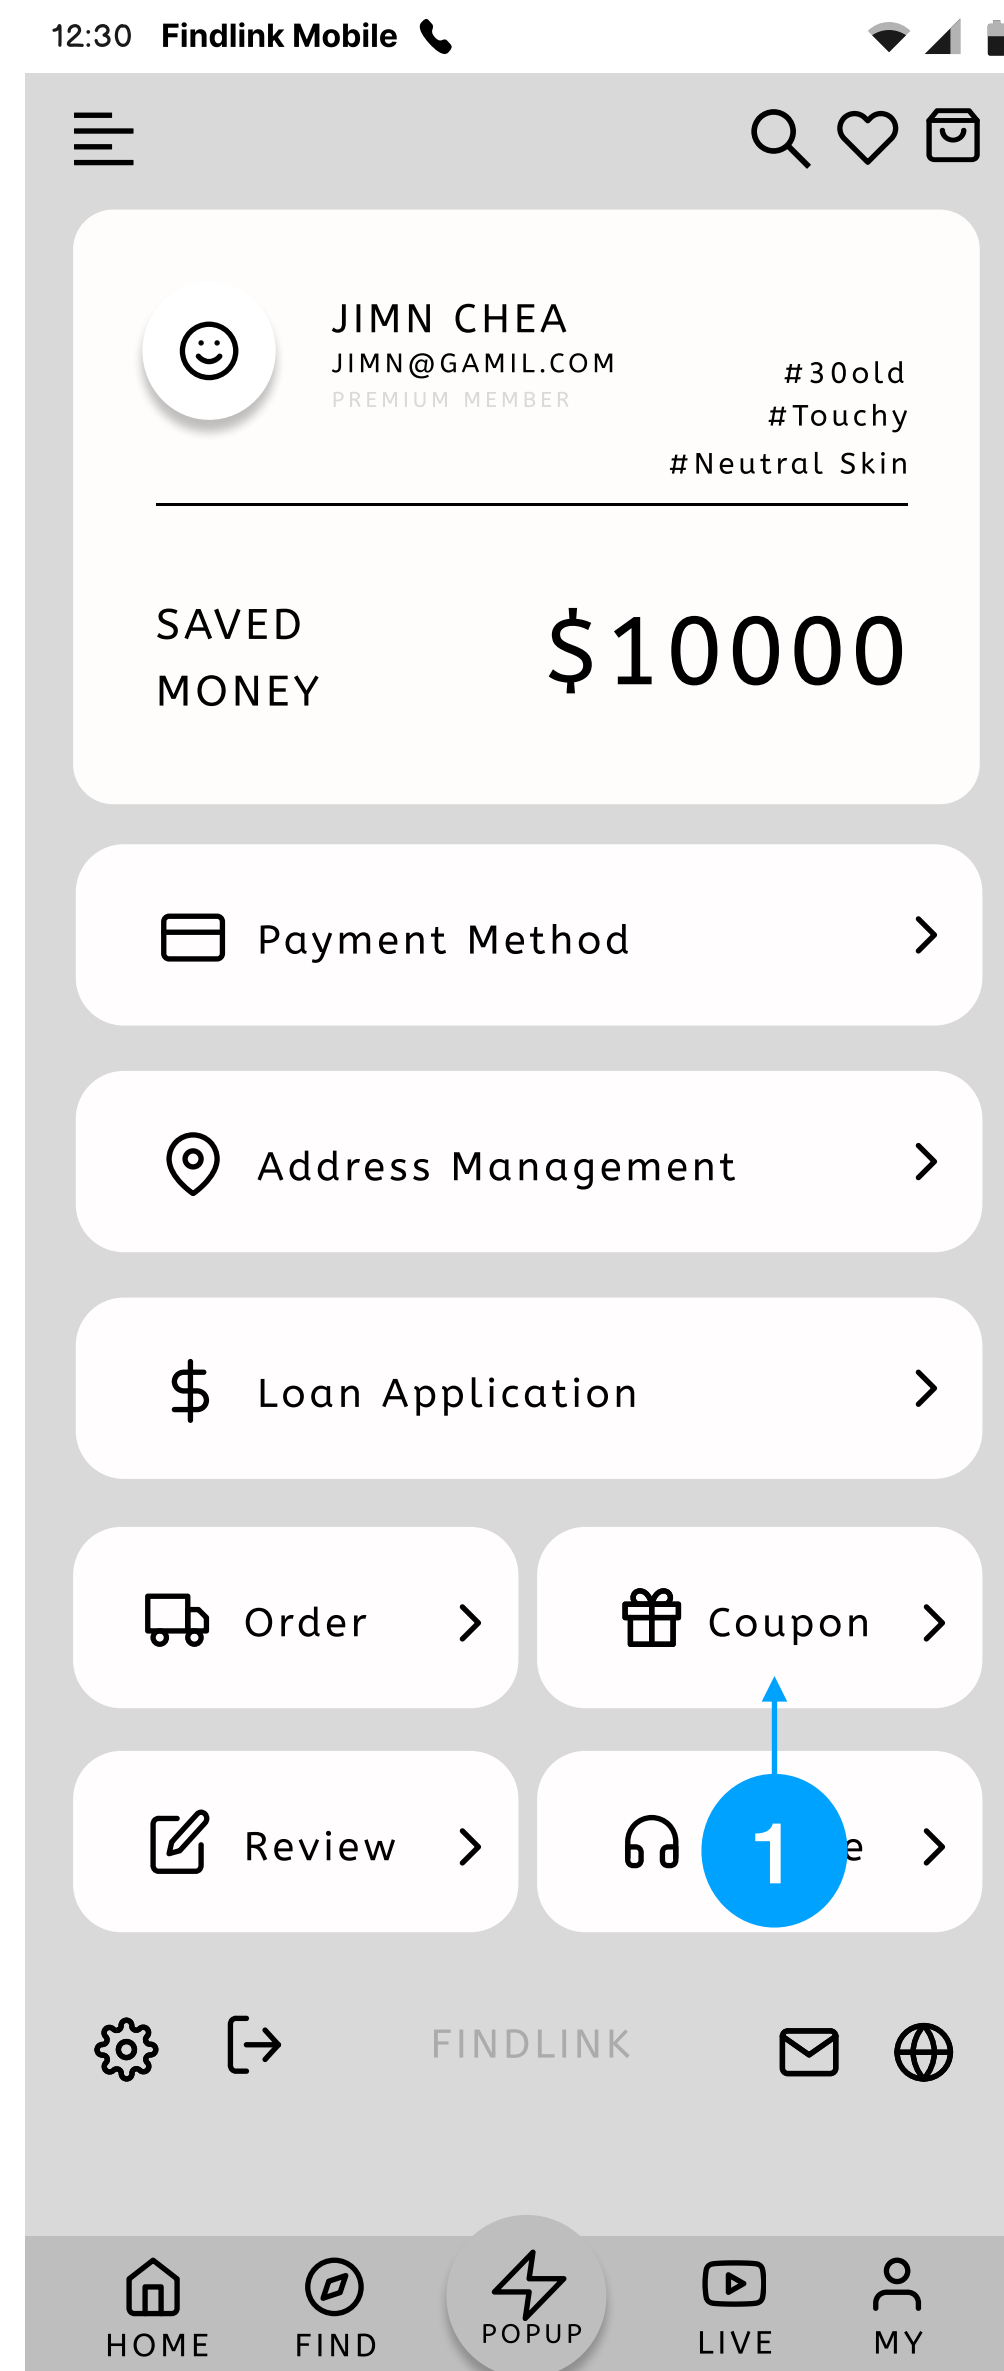 12:30 Findlink Mobile
JIMN CHEA
JIMN@GAMIL.COM
PREMIUM MEMBER
#30old
#Touchy
#Neutral Skin
SAVED
MONEY
$10000
Payment Method
Address Management
Loan Application
Order
Coupon
Review
1
FINDLINK
HOME
FIND
POPUP
LIVE
MY